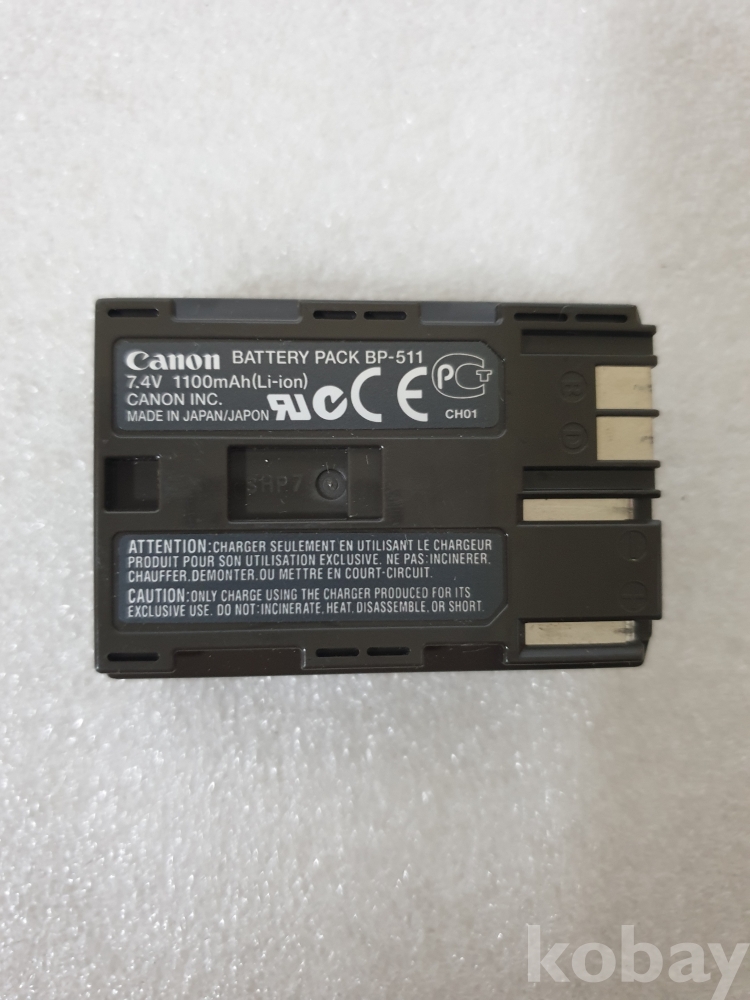 Canon BATTERY PACK BP-511
7.4V 1100mAh(Li-ion)
CANON INC.
MADE IN JAPAN/JAPON
CE
PCT
CH01
SHP7
D
ATTENTION:CHARGER SEULEMENT EN UTILISANT LE CHARGEUR
PRODUIT POUR SON UTILISATION EXCLUSIVE. NE PAS:INCINERER,
CHAUFFER,DEMONTER,OU METTRE EN COURT-CIRCUIT.
CAUTION:ONLY CHARGE USING THE CHARGER PRODUCED FOR ITS
EXCLUSIVE USE. DO NOT:INCINERATE, HEAT, DISASSEMBLE, OR SHORT.
kobay